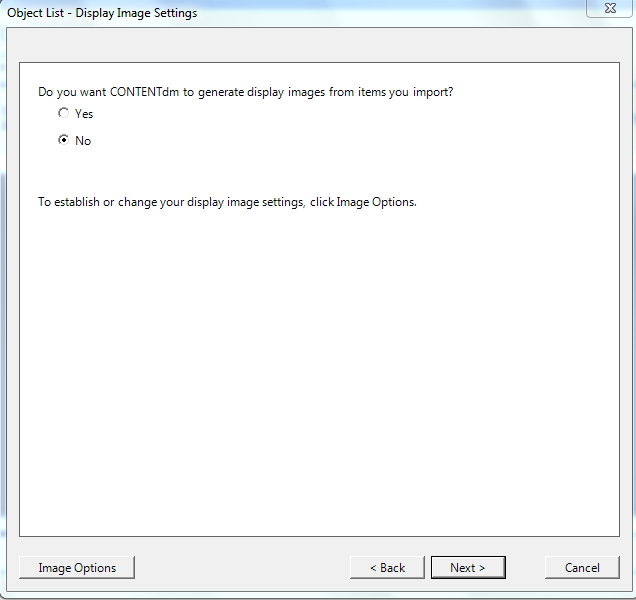 Object List - Display Image Settings
Do you want CONTENTdm to generate display images from items you import?
Yes
No
To establish or change your display image settings, click Image Options.
Image Options
< Back
Next >
Cancel